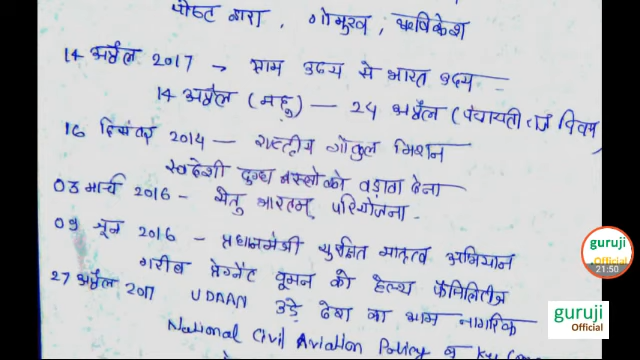 पोस्ट द्वारा, गोमुख, ऋषिकेश
14 अप्रैल 2017 → ग्राम उदय से भारत उदय
14 अप्रैल (महू) — 24 अप्रैल (पंचायती राज दिवस)
16 दिसंबर 2014 – राष्ट्रीय गोकुल मिशन
स्वदेशी दुग्ध नस्लो को बढ़ावा देना
03 मार्च 2016 – सेतु भारतम् परियोजना
09 जून 2016 – प्रधानमंत्री सुरक्षित मातृत्व अभियान
गरीब प्रेग्नेंट वूमन को हेल्थ फैसिलिटीज
27 अप्रैल 2017 UDAAN उड़े देश का आम नागरिक
National Civil Aviation Policy
guruji
Official
21:50
guruji
Official